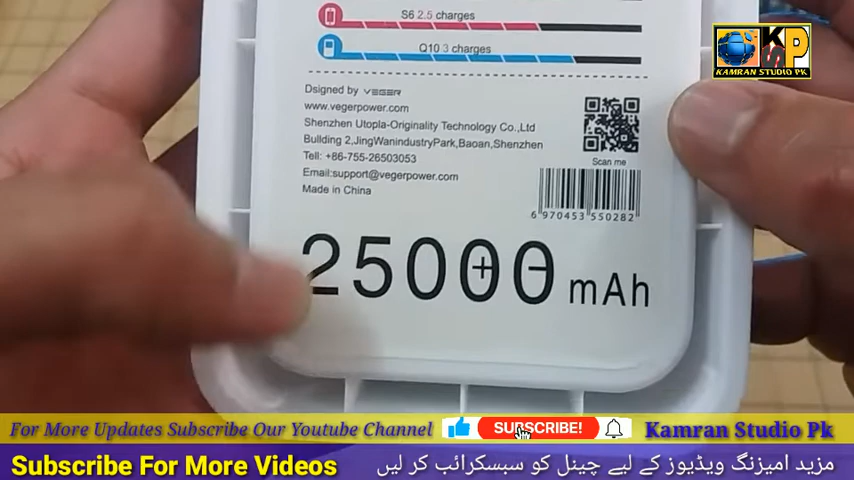 S6 2.5 charges
Q10 3 charges
KSP
KAMRAN STUDIO PK
Dsigned by VEGER
www.vegerpower.com
Shenzhen Utopla-Originality Technology Co.,Ltd
Bullding 2,JingWanindustryPark,Baoan,Shenzhen
Tell: +86-755-26503053
Email:support@vegerpower.com
Made in China
Scan me
6 970453 550282
25000 mAh
For More Updates Subscribe Our Youtube Channel
SUBSCRIBE!
Kamran Studio Pk
Subscribe For More Videos
مزید امیزنگ ویڈیوز کے لیے چینل کو سبسکرائب کر لیں